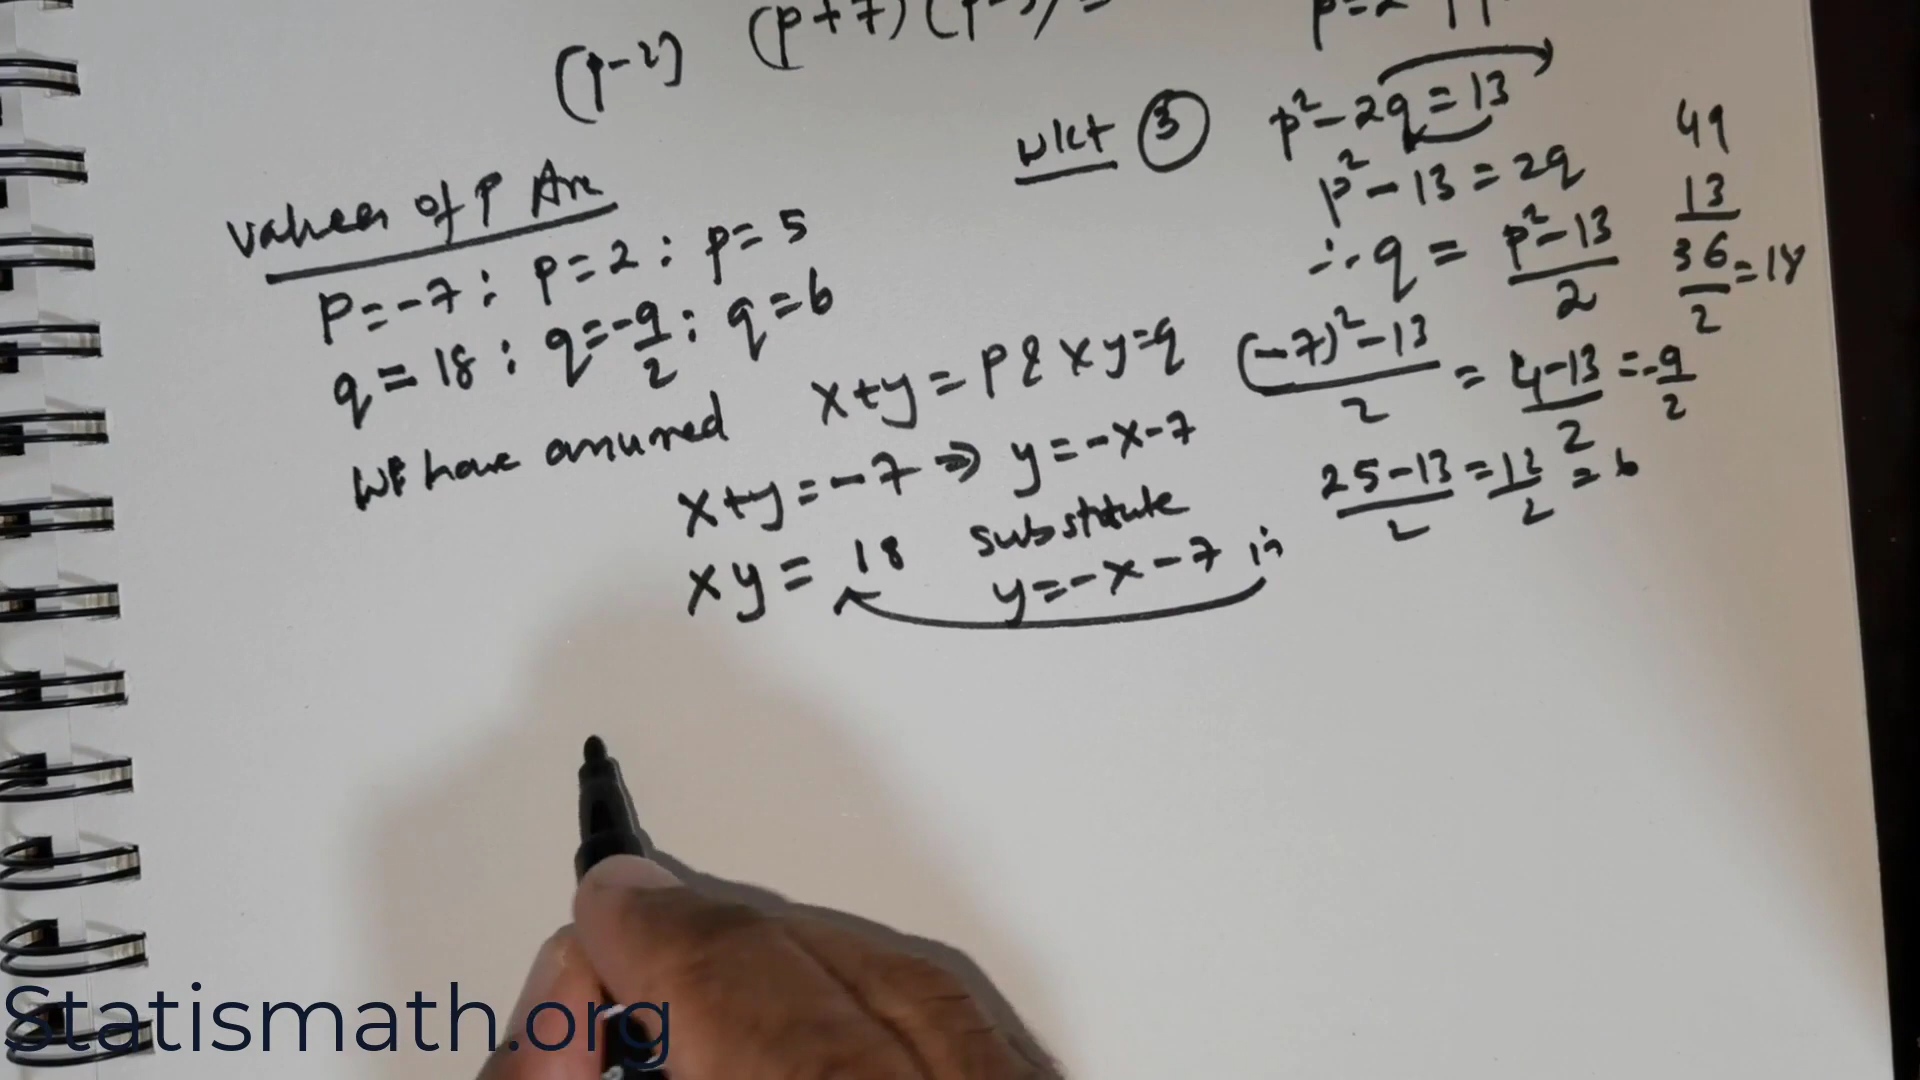 (p-2) (p+7)(p-5) =
values of P Are
P=-7; p=2; p=5
q=18; q=-9/2; q=6
We have assumed x+y=P & xy=q
x+y=-7 ⇒ y=-x-7
xy=18 substitute
y=-x-7 in
p=2
wkt ③ p²-2q=13
p²-13=2q
∴ q = p²-13/2
(-7)²-13/2 = 4-13/2 = -9/2
25-13/2 = 12/2 = 6
49
13
36/2 = 18
Statismath.org